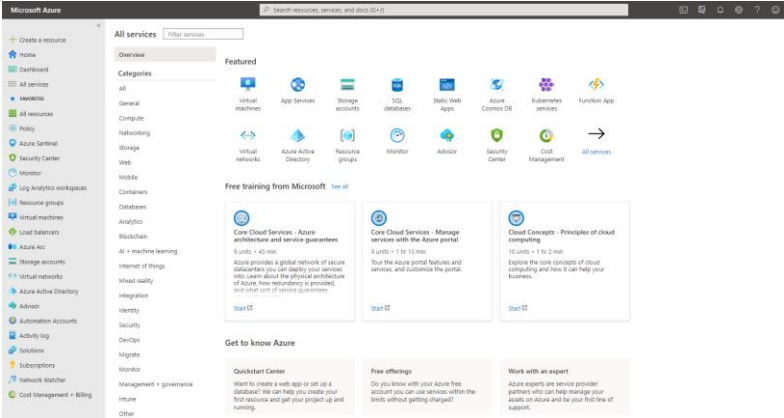 Microsoft Azure
Search resources, services, and docs (G+/)
Create a resource
Home
Dashboard
All services
FAVORITES
All resources
Policy
Azure Sentinel
Security Center
Monitor
Log Analytics workspaces
Resource groups
Virtual machines
Load balancers
Azure Arc
Storage accounts
Virtual networks
Azure Active Directory
Advisor
Automation Accounts
Activity log
Solutions
Subscriptions
Network Watcher
Cost Management + Billing
All services
Filter services
Overview
Categories
All
General
Compute
Networking
Storage
Web
Mobile
Containers
Databases
Analytics
Blockchain
AI + machine learning
Internet of things
Mixed reality
Integration
Identity
Security
DevOps
Migrate
Monitor
Management + governance
Intune
Other
Featured
Virtual machines
App Services
Storage accounts
SQL databases
Static Web Apps
Azure Cosmos DB
Kubernetes services
Function App
Virtual networks
Azure Active Directory
Resource groups
Monitor
Advisor
Security Center
Cost Management
All services
Free training from Microsoft See all
Core Cloud Services - Azure
architecture and service guarantees
9 units • 45 min
Azure provides a global network of secure
datacenters you can deploy your services
into. Learn about the physical architecture
of Azure, how redundancy is provided,
and what sort of service guarantees
Start
Core Cloud Services - Manage
services with the Azure portal
9 units • 1 hr 13 min
Tour the Azure portal features and
services, and customize the portal.
Start
Cloud Concepts - Principles of cloud
computing
10 units • 1 hr 2 min
Explore the core concepts of cloud
computing and how it can help your
business.
Start
Get to know Azure
Quickstart Center
Want to create a web app or set up a
database? We can help you create your
first resource and get your project up and
running.
Free offerings
Do you know with your Azure free
account you can use services within the
limits without getting charged?
Work with an expert
Azure experts are service provider
partners who can help manage your
assets on Azure and be your first line of
support.